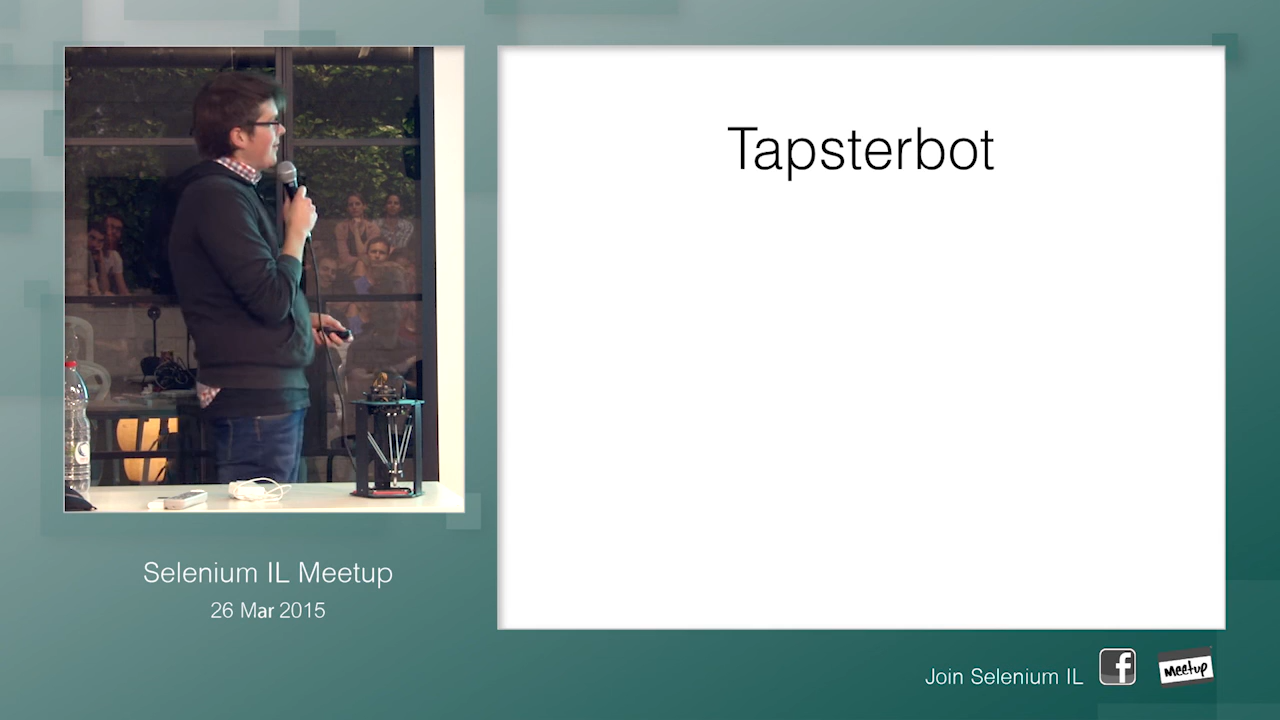 Tapsterbot
Selenium IL Meetup
26 Mar 2015
Join Selenium IL
f
Meetup